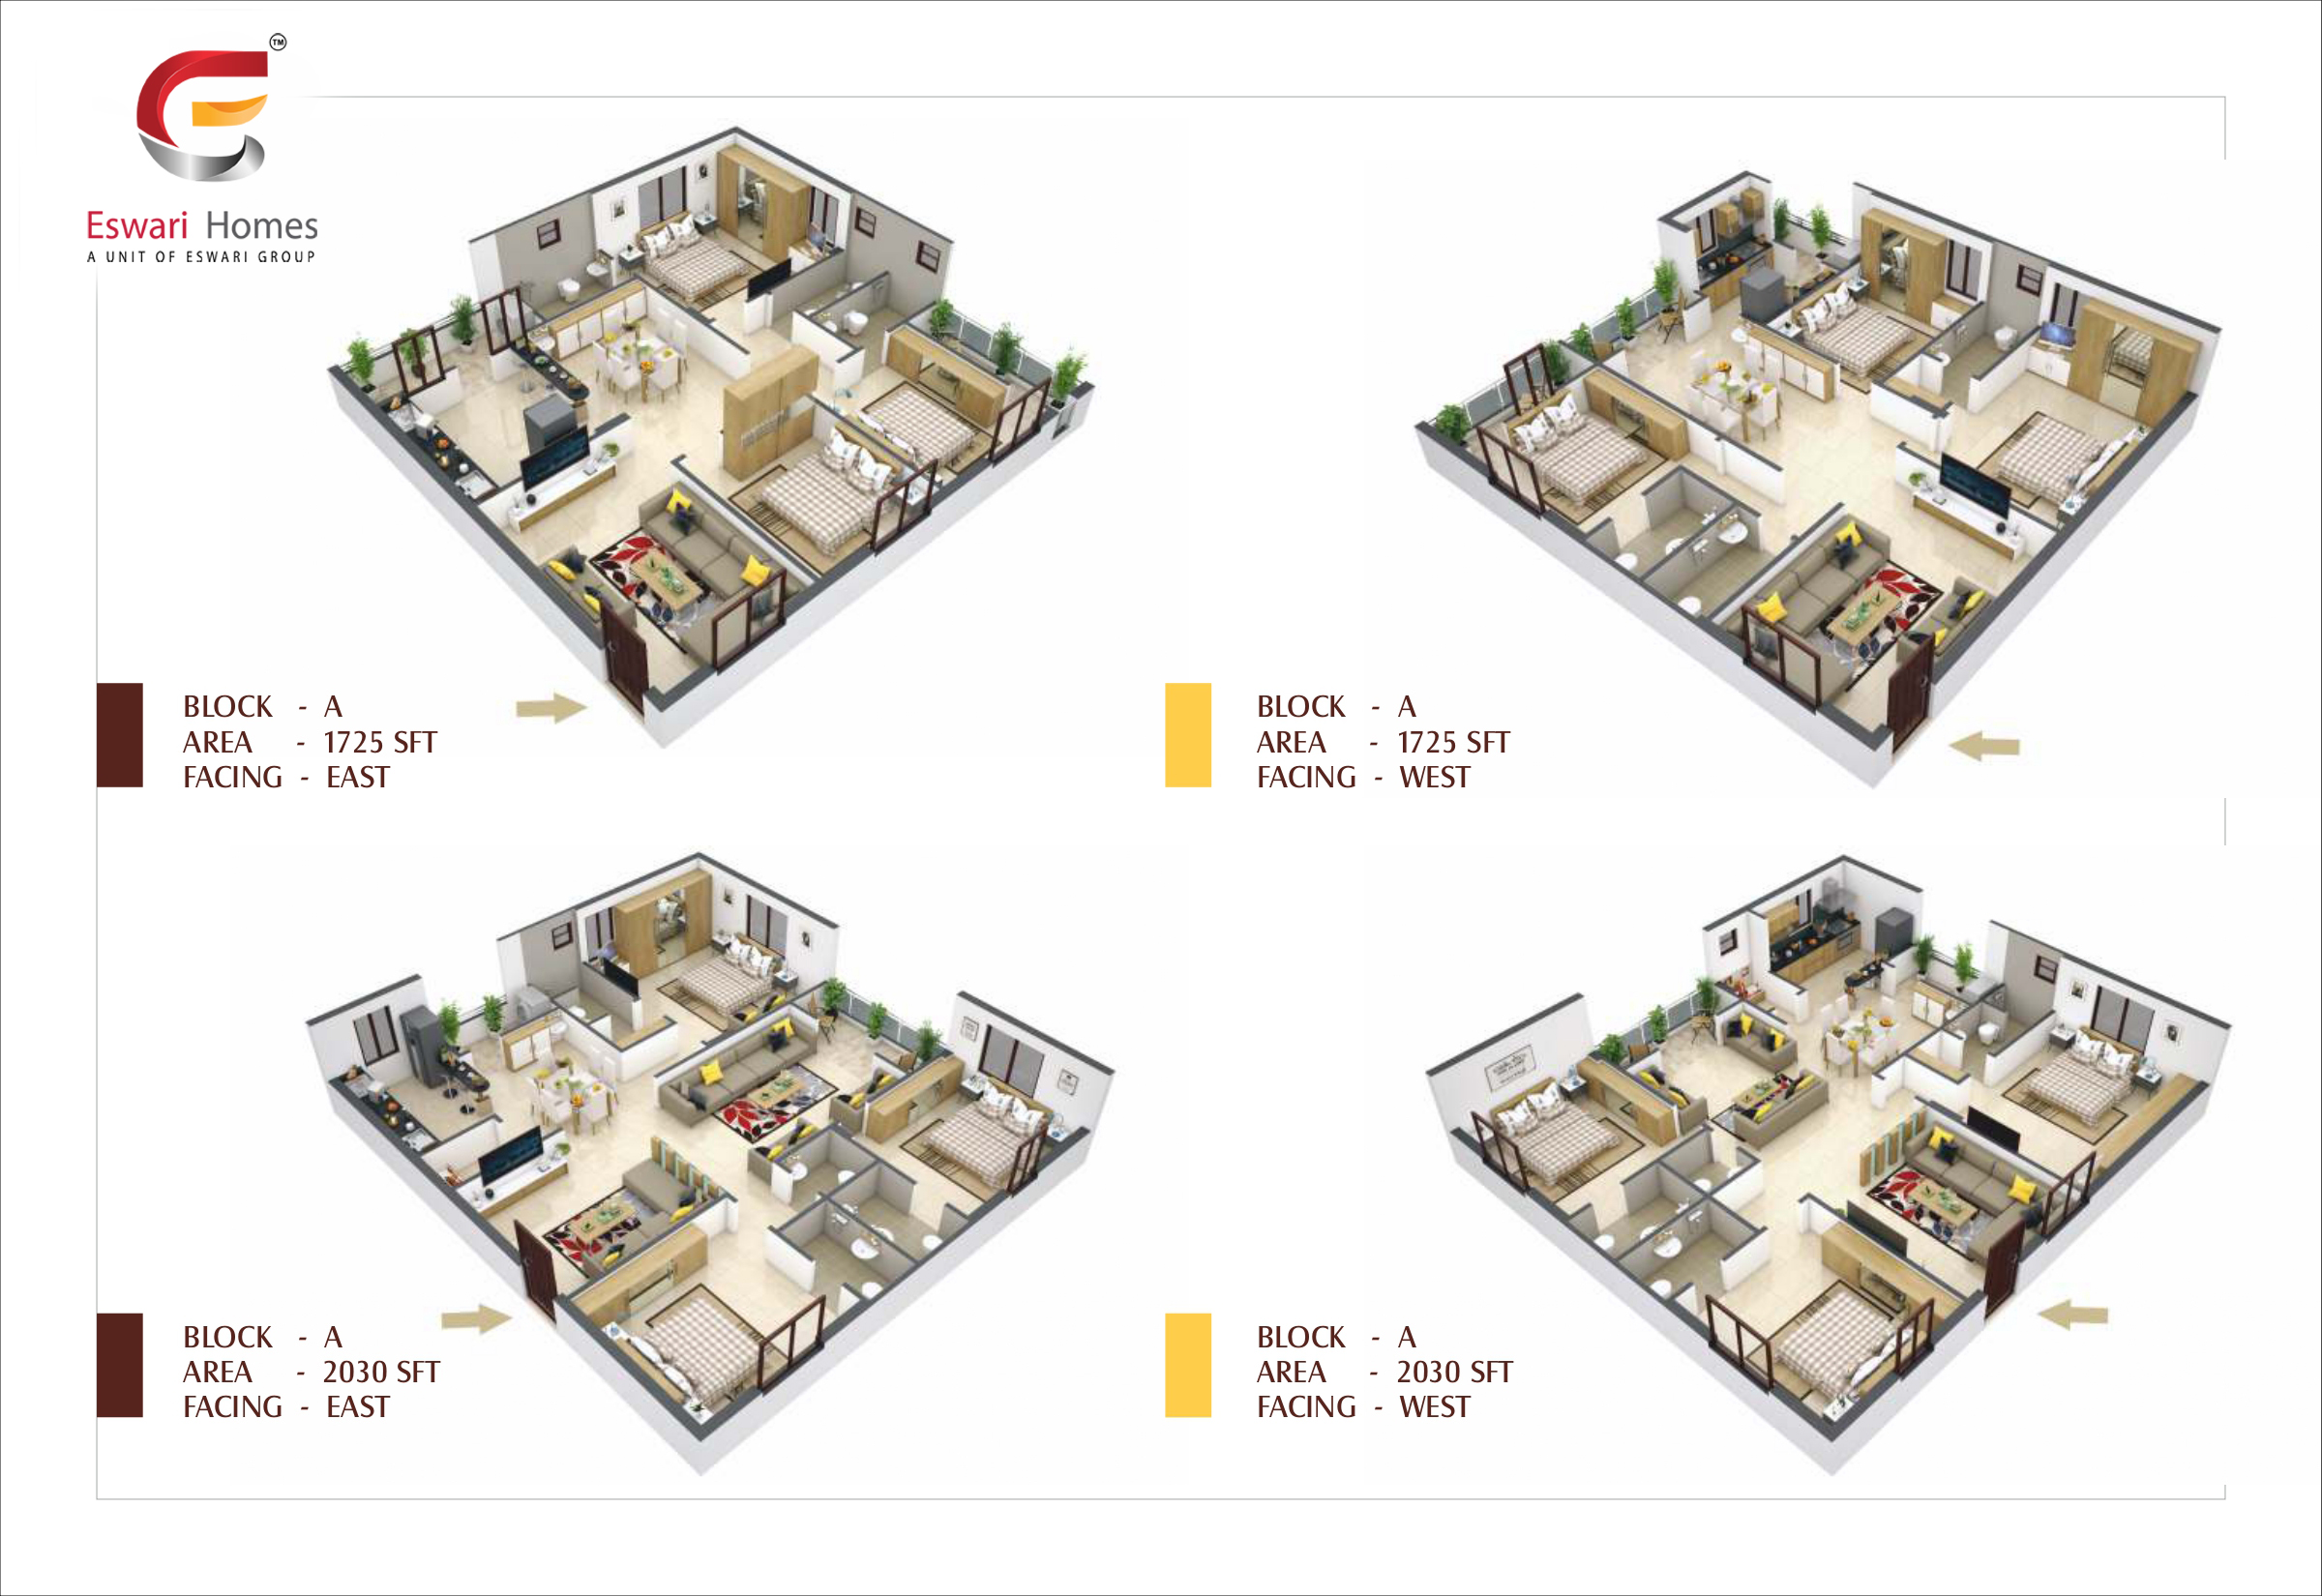 TM
Eswari Homes
A UNIT OF ESWARI GROUP
BLOCK - A
AREA - 1725 SFT
FACING - EAST
BLOCK - A
AREA - 1725 SFT
FACING - WEST
BLOCK - A
AREA - 2030 SFT
FACING - EAST
BLOCK - A
AREA - 2030 SFT
FACING - WEST